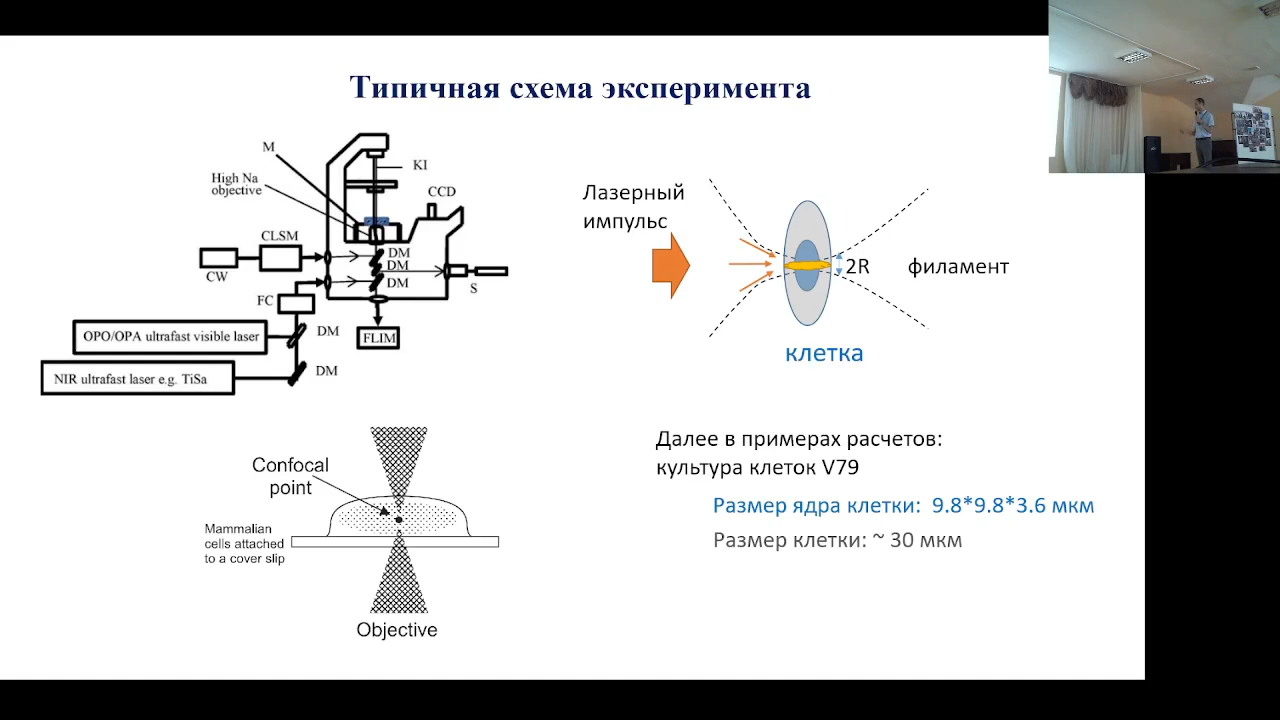 Типичная схема эксперимента
M
KI
High Na
objective
CCD
CLSM
DM
DM
CW
DM
S
FC
OPO/OPA ultrafast visible laser
DM
FLIM
NIR ultrafast laser e.g. TiSa
DM
Лазерный
импульс
2R
филамент
клетка
Confocal
point
Mammalian
cells attached
to a cover slip
Objective
Далее в примерах расчетов:
культура клеток V79
Размер ядра клетки: 9.8*9.8*3.6 мкм
Размер клетки: ~ 30 мкм